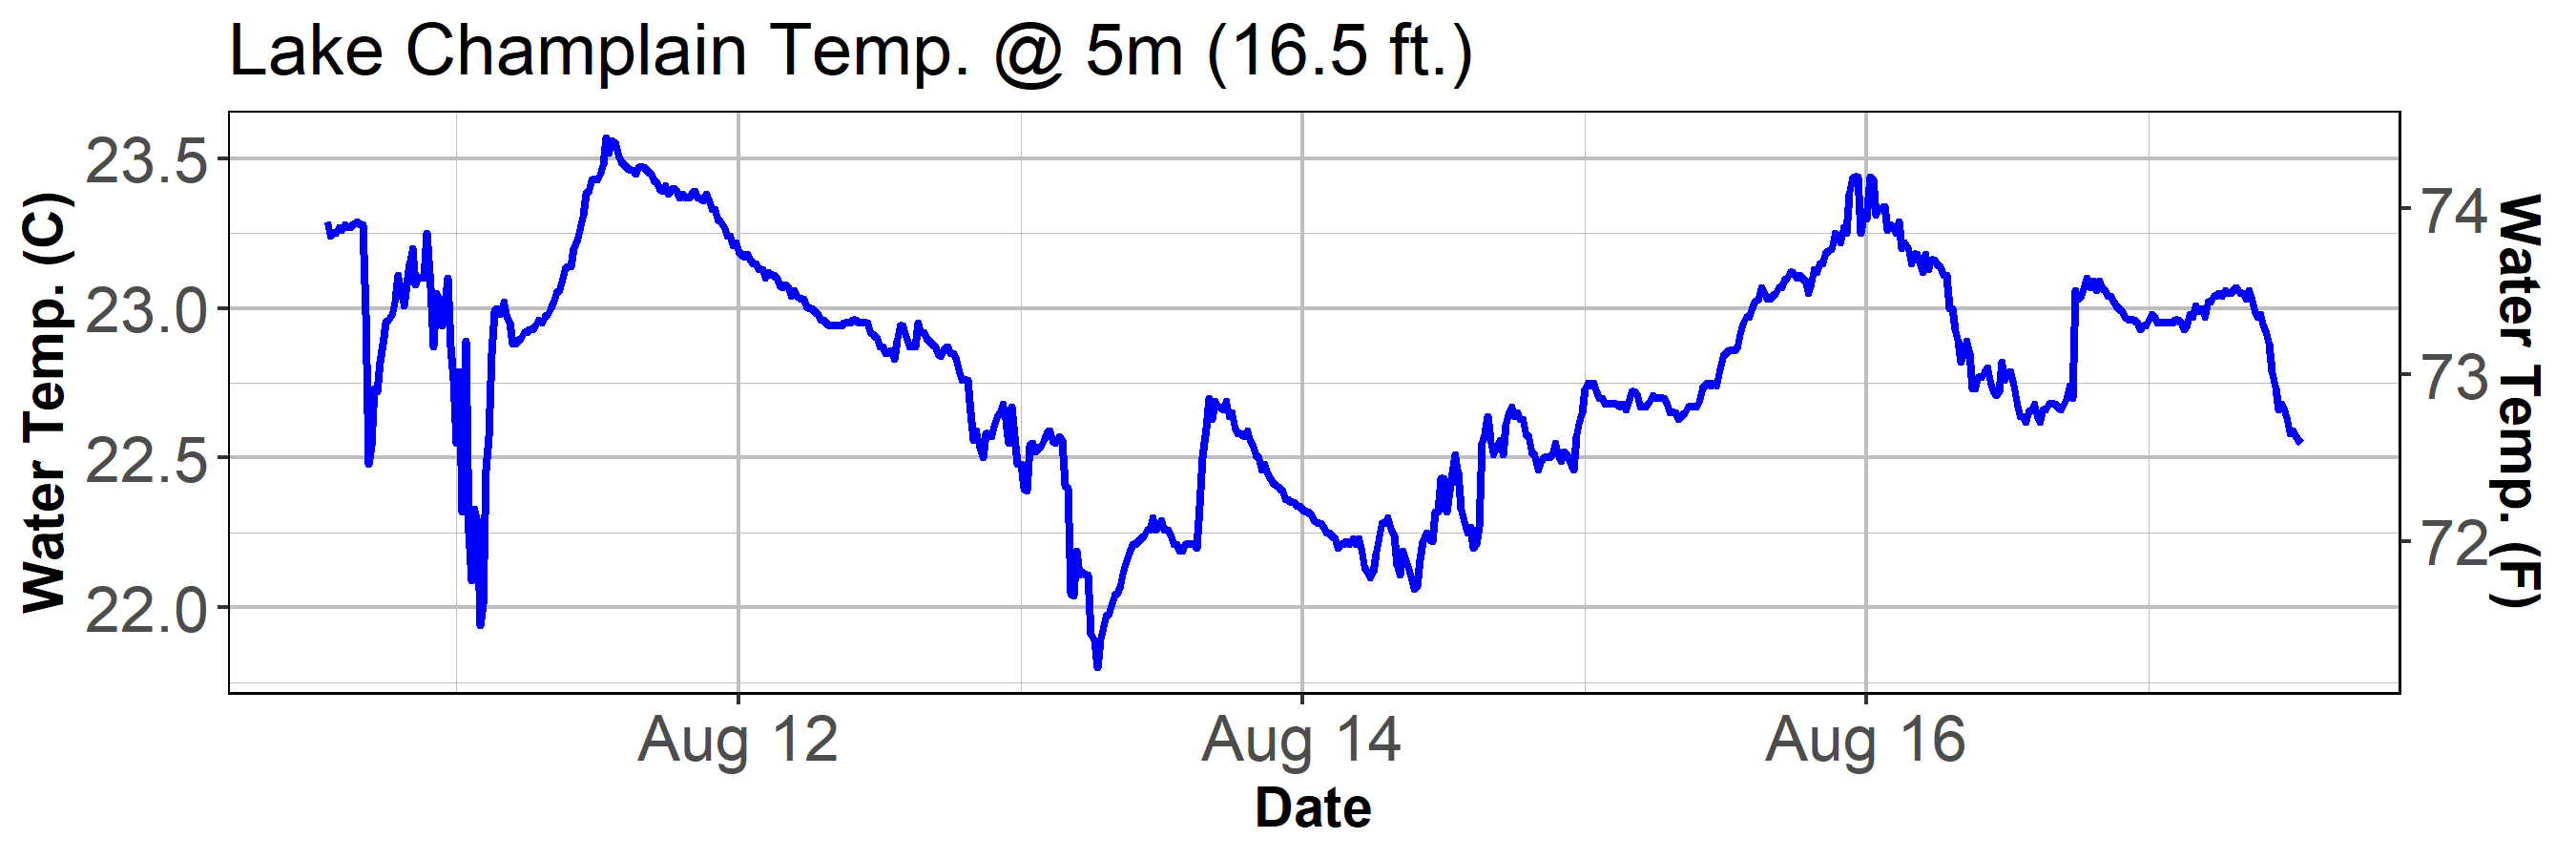 Lake Champlain Temp. @ 5m (16.5 ft.)
Water Temp. (C)
23.5
23.0
22.5
22.0
74
73
72
Water Temp. (F)
Aug 12
Aug 14
Aug 16
Date